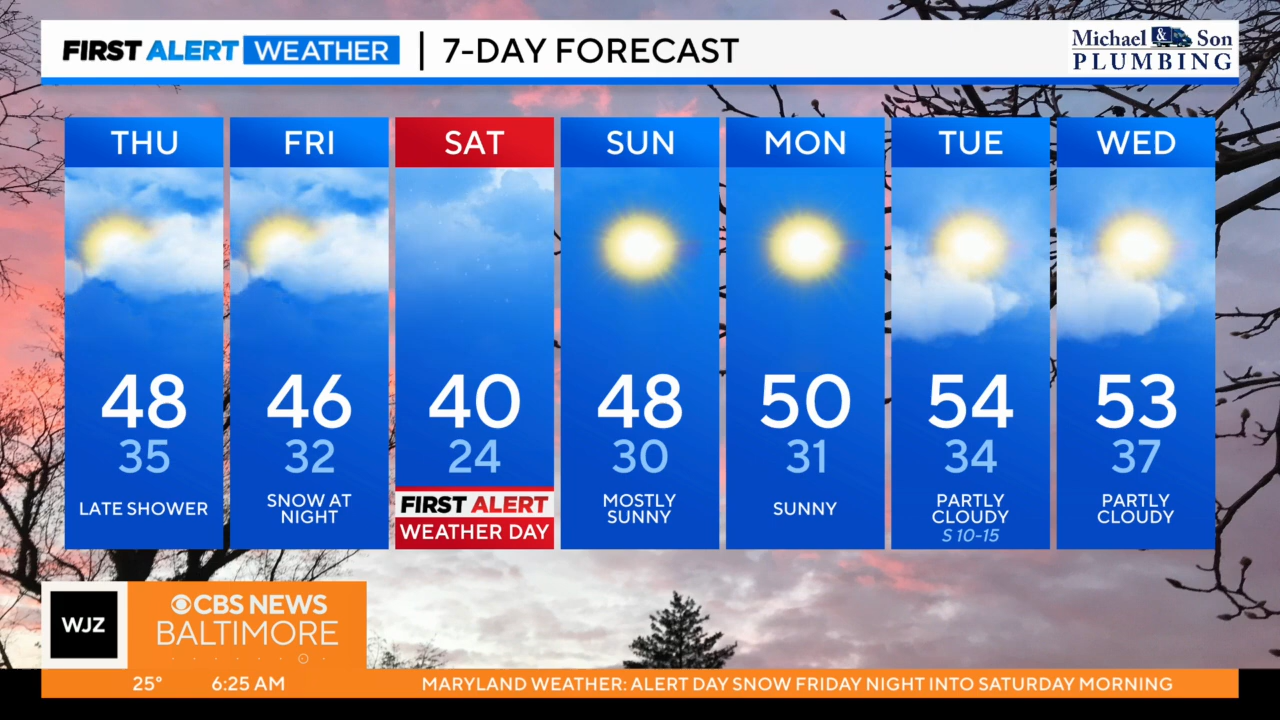 FIRST ALERT WEATHER | 7-DAY FORECAST
Michael & Son
PLUMBING
THU
48
35
LATE SHOWER
FRI
46
32
SNOW AT
NIGHT
SAT
40
24
FIRST ALERT
WEATHER DAY
SUN
48
30
MOSTLY
SUNNY
MON
50
31
SUNNY
TUE
54
34
PARTLY
CLOUDY
S 10-15
WED
53
37
PARTLY
CLOUDY
WJZ
CBS NEWS
BALTIMORE
25° 6:25 AM MARYLAND WEATHER: ALERT DAY SNOW FRIDAY NIGHT INTO SATURDAY MORNING